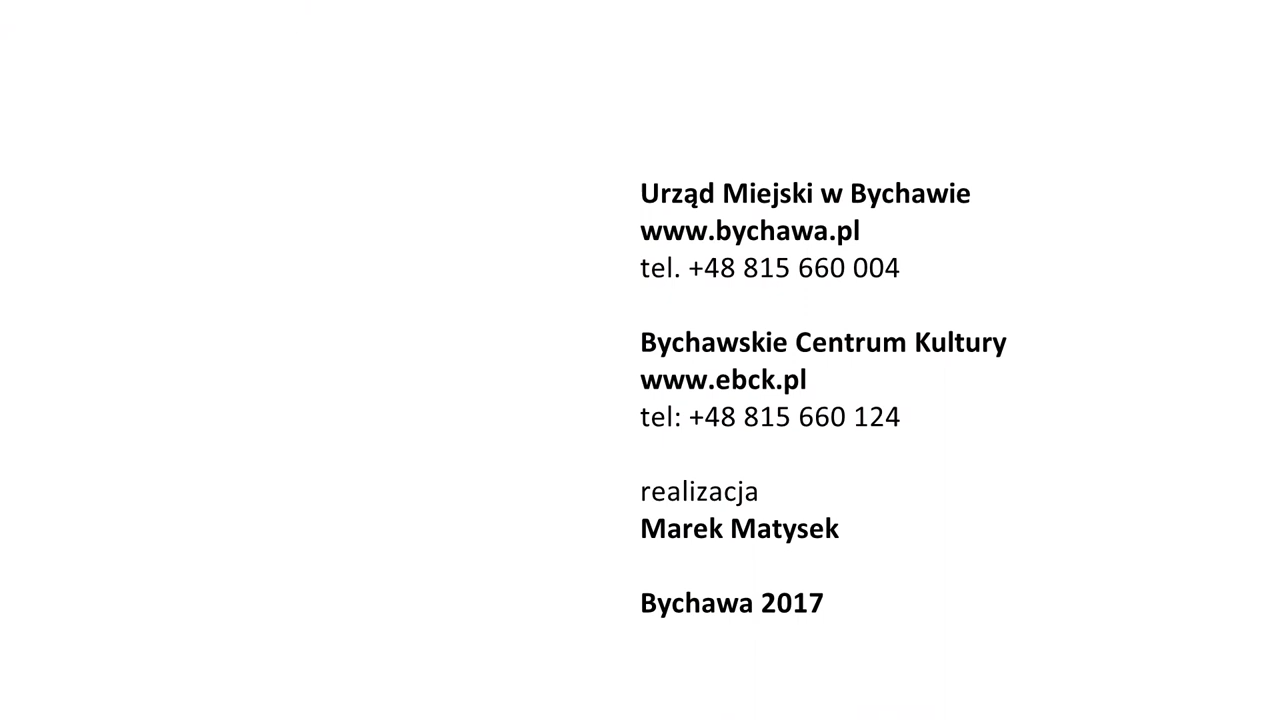 Urząd Miejski w Bychawie
www.bychawa.pl
tel. +48 815 660 004
Bychawskie Centrum Kultury
www.ebck.pl
tel: +48 815 660 124
realizacja
Marek Matysek
Bychawa 2017